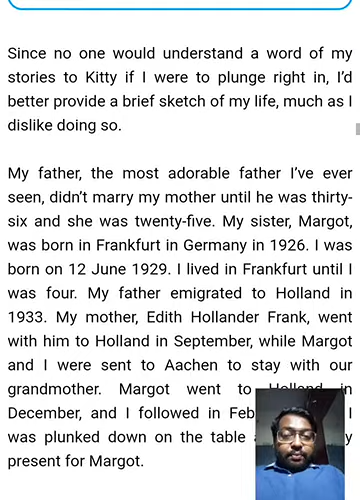 Since no one would understand a word of my
stories to Kitty if I were to plunge right in, I’d
better provide a brief sketch of my life, much as I
dislike doing so.
My father, the most adorable father I’ve ever
seen, didn’t marry my mother until he was thirty-
six and she was twenty-five. My sister, Margot,
was born in Frankfurt in Germany in 1926. I was
born on 12 June 1929. I lived in Frankfurt until I
was four. My father emigrated to Holland in
1933. My mother, Edith Hollander Frank, went
with him to Holland in September, while Margot
and I were sent to Aachen to stay with our
grandmother. Margot went to Holland in
December, and I followed in Feb I
was plunked down on the table
present for Margot.